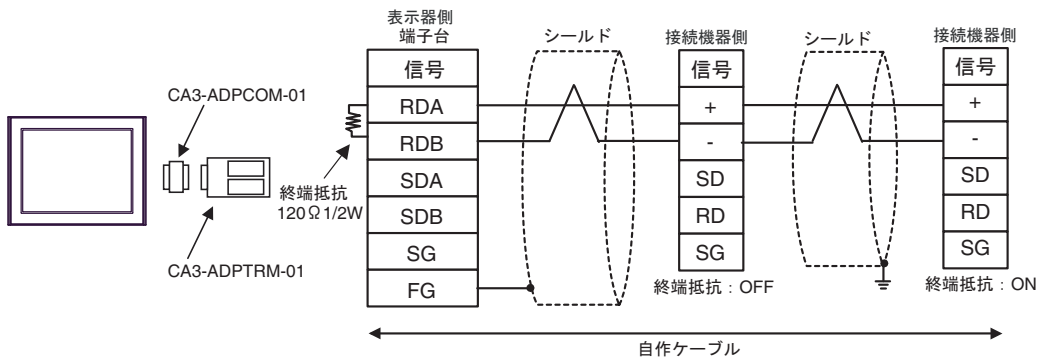 CA3-ADPCOM-01
CA3-ADPTRM-01
終端抵抗
120Ω1/2W
表示器側
端子台
信号
RDA
RDB
SDA
SDB
SG
FG
シールド
接続機器側
信号
+
-
SD
RD
SG
終端抵抗：OFF
シールド
接続機器側
信号
+
-
SD
RD
SG
終端抵抗：ON
自作ケーブル